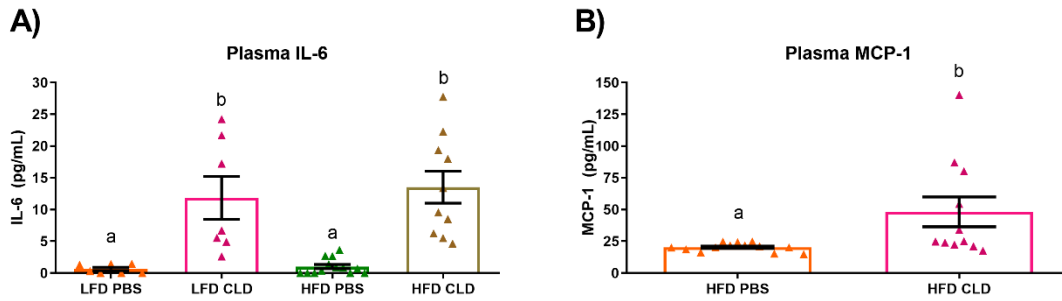 A)
Plasma IL-6
b
b
a
a
IL-6 (pg/mL)
30
25
20
15
10
5
0
LFD PBS
LFD CLD
HFD PBS
HFD CLD
B)
Plasma MCP-1
b
a
MCP-1 (pg/mL)
150
125
100
75
50
25
0
HFD PBS
HFD CLD